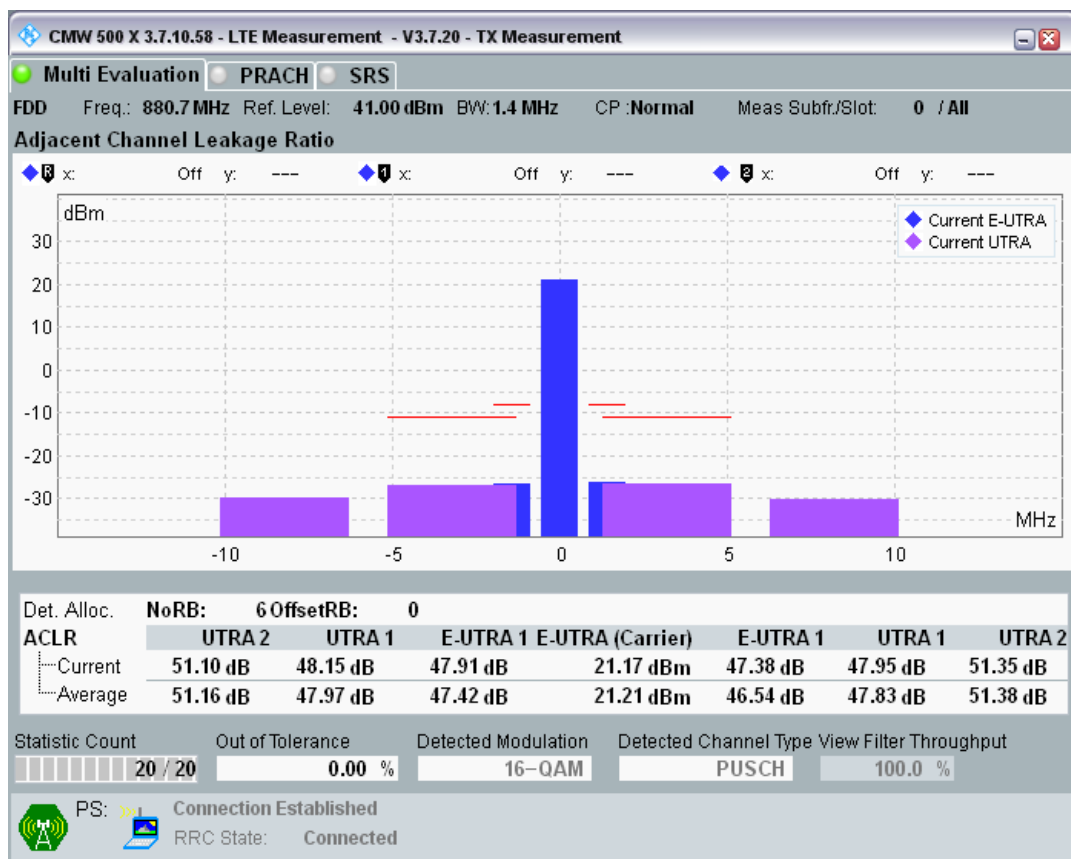 CMW 500 X 3.7.10.58 - LTE Measurement - V3.7.20 - TX Measurement
Multi Evaluation PRACH SRS
FDD Freq.: 880.7 MHz Ref. Level: 41.00 dBm BW: 1.4 MHz CP :Normal Meas Subfr./Slot: 0 / All
Adjacent Channel Leakage Ratio
R x: Off y: --- 1 x: Off y: --- 2 x: Off y: ---
dBm
Current E-UTRA
Current UTRA
30
20
10
0
-10
-20
-30
MHz
-10 -5 0 5 10
Det. Alloc. NoRB: 6 OffsetRB: 0
ACLR UTRA 2 UTRA 1 E-UTRA 1 E-UTRA (Carrier) E-UTRA 1 UTRA 1 UTRA 2
Current 51.10 dB 48.15 dB 47.91 dB 21.17 dBm 47.38 dB 47.95 dB 51.35 dB
Average 51.16 dB 47.97 dB 47.42 dB 21.21 dBm 46.54 dB 47.83 dB 51.38 dB
Statistic Count Out of Tolerance Detected Modulation Detected Channel Type View Filter Throughput
20 / 20 0.00 % 16-QAM PUSCH 100.0 %
PS: Connection Established
RRC State: Connected